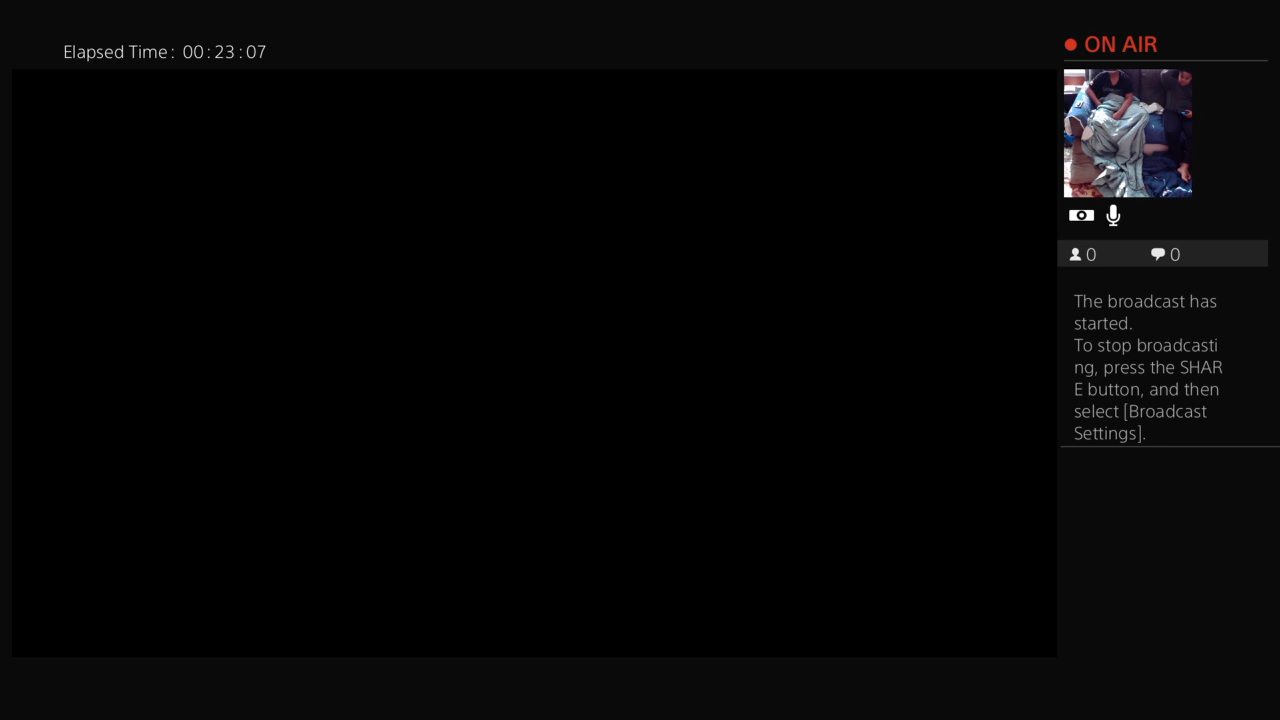 Elapsed Time: 00:23:07
ON AIR
0 0
The broadcast has
started.
To stop broadcasti
ng, press the SHAR
E button, and then
select [Broadcast
Settings].